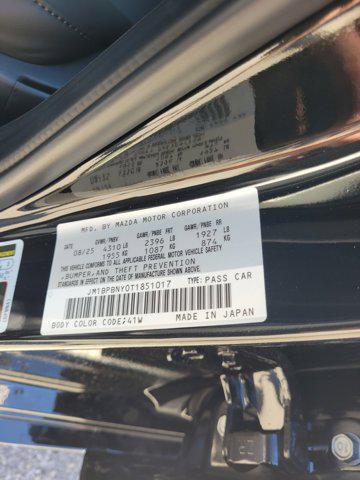 MFD. BY MAZDA MOTOR CORPORATION
GVWR/PNBV GAWR/PNBE FRT GAWR/PNBE RR
08/25 4310 LB 2396 LB 1927 LB
1955 KG 1087 KG 874 KG
THIS VEHICLE CONFORMS TO ALL APPLICABLE FEDERAL MOTOR VEHICLE
SAFETY, BUMPER, AND THEFT PREVENTION
STANDARDS IN EFFECT ON THE DATE OF MANUFACTURE SHOWN ABOVE.
JM1BPBNY0T1851017 TYPE: PASS CAR
BODY COLOR CODE:41W MADE IN JAPAN